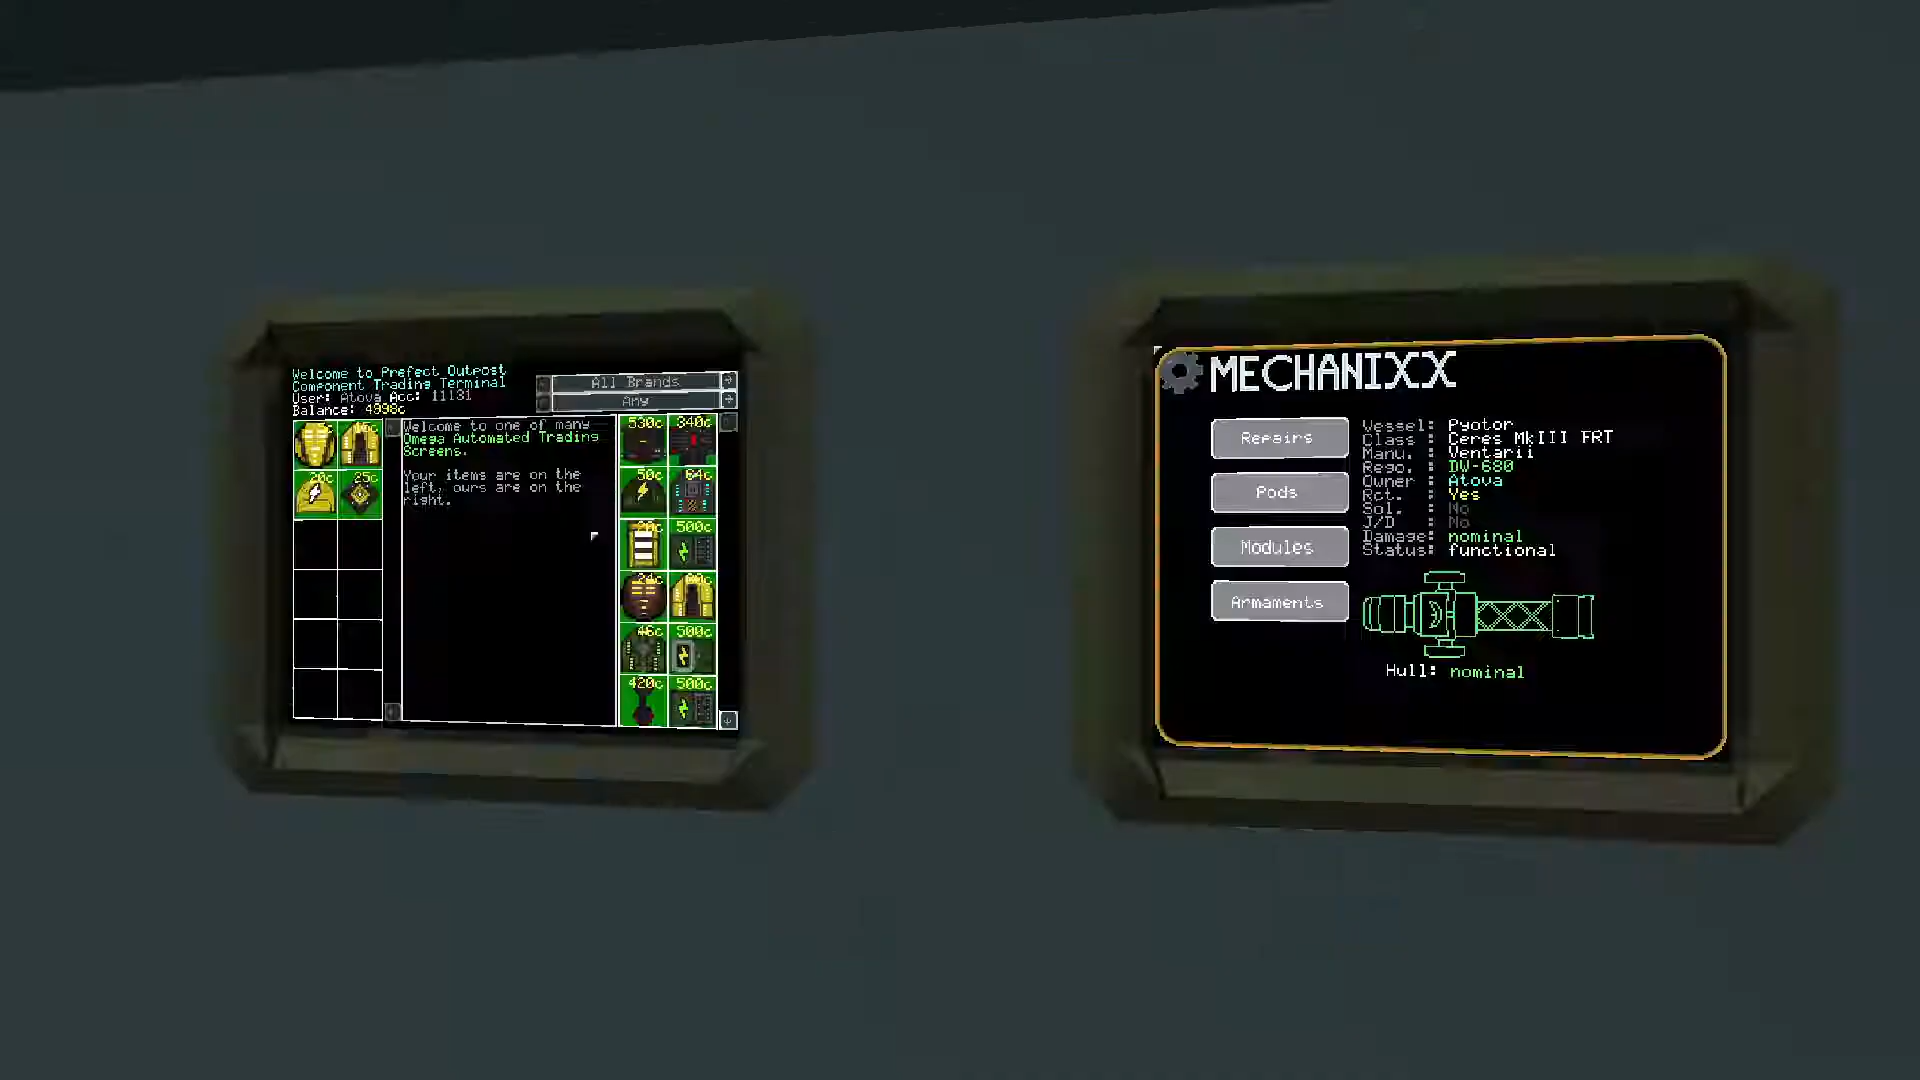 Welcome to Prefect Outpost
Component Trading Terminal
User: Atova Acc: 11131
Balance: 4998c
All Brands
Any
20c 25c
Welcome to one of many
Omega Automated Trading
Screens.
Your items are on the
left, ours are on the
right.
530c 340c
50c 64c
500c
24c
46c 500c
420c 500c
MECHANIXX
Repairs
Pods
Modules
Armaments
Vessel: Pyotor
Class : Ceres MkIII FRT
Manu. : Ventarii
Rego. : DW-680
Owner : Atova
Rct. : Yes
Sol. : No
J/D : No
Damage: nominal
Status: functional
Hull: nominal